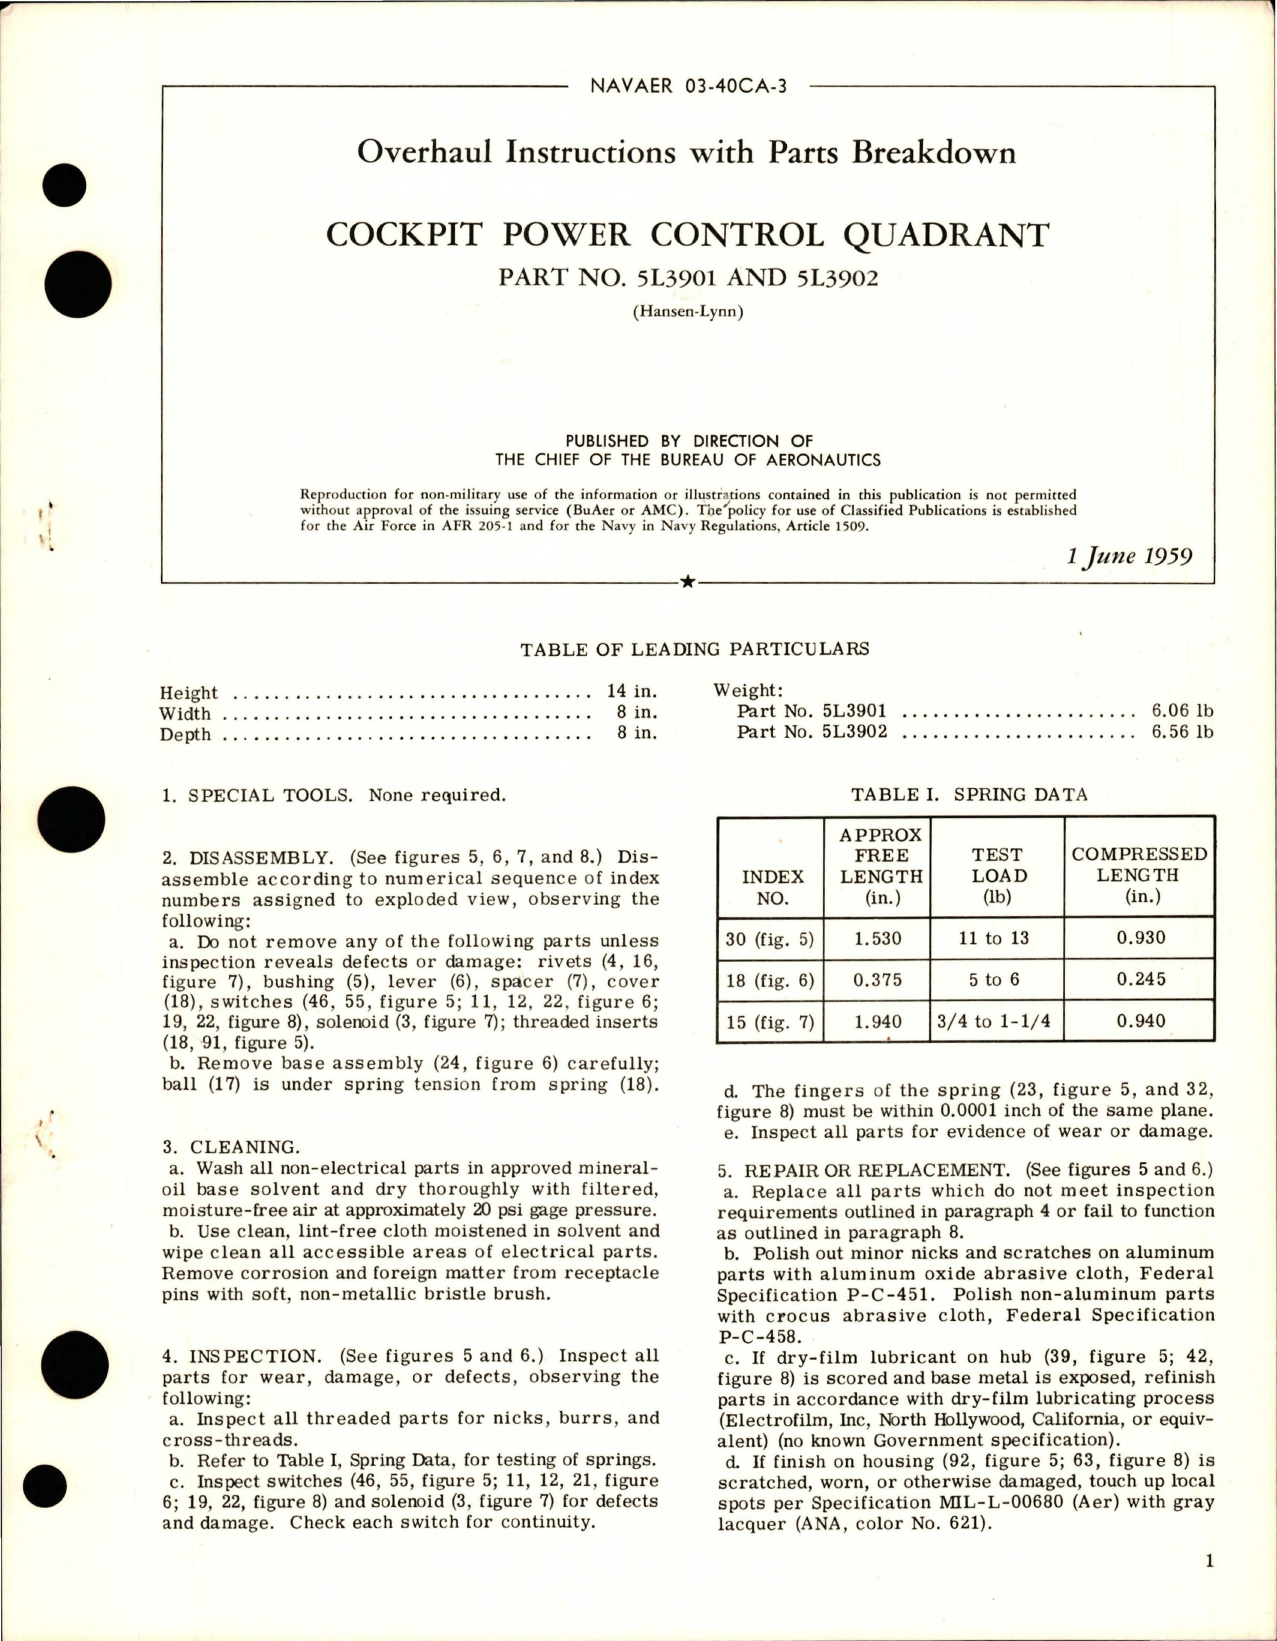 NAVAER 03-40CA-3
Overhaul Instructions with Parts Breakdown
COCKPIT POWER CONTROL QUADRANT
PART NO. 5L3901 AND 5L3902
(Hansen-Lynn)
PUBLISHED BY DIRECTION OF
THE CHIEF OF THE BUREAU OF AERONAUTICS
Reproduction for non-military use of the information or illustrations contained in this publication is not permitted
without approval of the issuing service (BuAer or AMC). The policy for use of Classified Publications is established
for the Air Force in AFR 205-1 and for the Navy in Navy Regulations, Article 1509.
1 June 1959
TABLE OF LEADING PARTICULARS
Height .................................. 14 in.
Width ................................... 8 in.
Depth ................................... 8 in.
Weight:
Part No. 5L3901 ....................... 6.06 lb
Part No. 5L3902 ....................... 6.56 lb
1. SPECIAL TOOLS. None required.
2. DISASSEMBLY. (See figures 5, 6, 7, and 8.) Dis-
assemble according to numerical sequence of index
numbers assigned to exploded view, observing the
following:
a. Do not remove any of the following parts unless
inspection reveals defects or damage: rivets (4, 16,
figure 7), bushing (5), lever (6), spacer (7), cover
(18), switches (46, 55, figure 5; 11, 12, 22, figure 6;
19, 22, figure 8), solenoid (3, figure 7); threaded inserts
(18, 91, figure 5).
b. Remove base assembly (24, figure 6) carefully;
ball (17) is under spring tension from spring (18).
3. CLEANING.
a. Wash all non-electrical parts in approved mineral-
oil base solvent and dry thoroughly with filtered,
moisture-free air at approximately 20 psi gage pressure.
b. Use clean, lint-free cloth moistened in solvent and
wipe clean all accessible areas of electrical parts.
Remove corrosion and foreign matter from receptacle
pins with soft, non-metallic bristle brush.
4. INSPECTION. (See figures 5 and 6.) Inspect all
parts for wear, damage, or defects, observing the
following:
a. Inspect all threaded parts for nicks, burrs, and
cross-threads.
b. Refer to Table I, Spring Data, for testing of springs.
c. Inspect switches (46, 55, figure 5; 11, 12, 21, figure
6; 19, 22, figure 8) and solenoid (3, figure 7) for defects
and damage. Check each switch for continuity.
TABLE I. SPRING DATA
INDEX NO. APPROX FREE LENGTH (in.) TEST LOAD (lb) COMPRESSED LENGTH (in.)
30 (fig. 5) 1.530 11 to 13 0.930
18 (fig. 6) 0.375 5 to 6 0.245
15 (fig. 7) 1.940 3/4 to 1-1/4 0.940
d. The fingers of the spring (23, figure 5, and 32,
figure 8) must be within 0.0001 inch of the same plane.
e. Inspect all parts for evidence of wear or damage.
5. REPAIR OR REPLACEMENT. (See figures 5 and 6.)
a. Replace all parts which do not meet inspection
requirements outlined in paragraph 4 or fail to function
as outlined in paragraph 8.
b. Polish out minor nicks and scratches on aluminum
parts with aluminum oxide abrasive cloth, Federal
Specification P-C-451. Polish non-aluminum parts
with crocus abrasive cloth, Federal Specification
P-C-458.
c. If dry-film lubricant on hub (39, figure 5; 42,
figure 8) is scored and base metal is exposed, refinish
parts in accordance with dry-film lubricating process
(Electrofilm, Inc, North Hollywood, California, or equiv-
alent) (no known Government specification).
d. If finish on housing (92, figure 5; 63, figure 8) is
scratched, worn, or otherwise damaged, touch up local
spots per Specification MIL-L-00680 (Aer) with gray
lacquer (ANA, color No. 621).
1